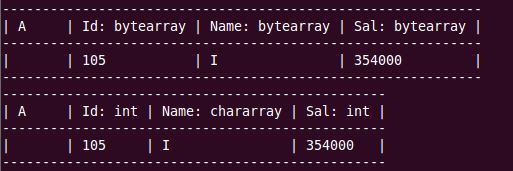 ------------------------------------------------------------
| A      | Id: bytearray | Name: bytearray | Sal: bytearray |
------------------------------------------------------------
|        | 105           | I               | 354000         |
------------------------------------------------------------
------------------------------------------------
| A      | Id: int | Name: chararray | Sal: int |
------------------------------------------------
|        | 105     | I               | 354000   |
------------------------------------------------